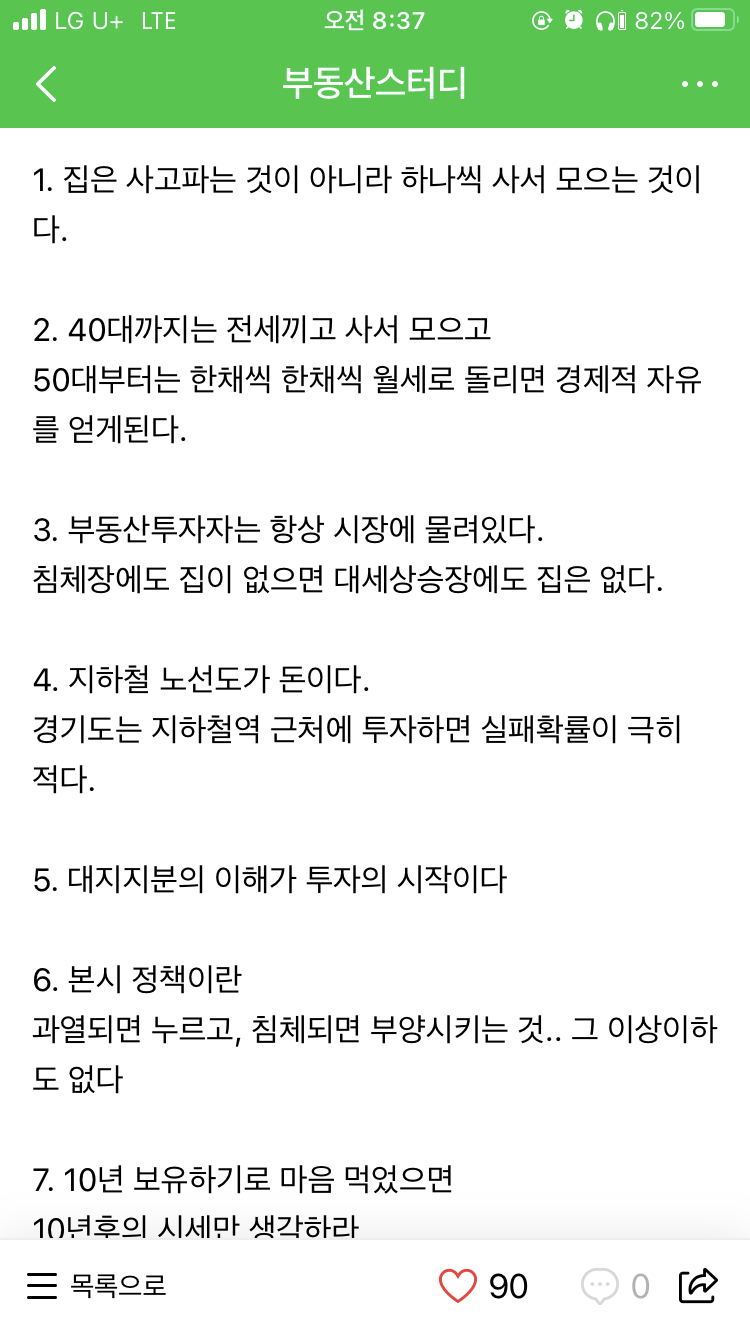 LG U+ LTE 오전 8:37 82%
부동산스터디
1. 집은 사고파는 것이 아니라 하나씩 사서 모으는 것이
다.
2. 40대까지는 전세끼고 사서 모으고
50대부터는 한채씩 한채씩 월세로 돌리면 경제적 자유
를 얻게된다.
3. 부동산투자자는 항상 시장에 물려있다.
침체장에도 집이 없으면 대세상승장에도 집은 없다.
4. 지하철 노선도가 돈이다.
경기도는 지하철역 근처에 투자하면 실패확률이 극히
적다.
5. 대지지분의 이해가 투자의 시작이다
6. 본시 정책이란
과열되면 누르고, 침체되면 부양시키는 것.. 그 이상이하
도 없다
7. 10년 보유하기로 마음 먹었으면
10년후의 시세만 생각하라
목록으로 90 0